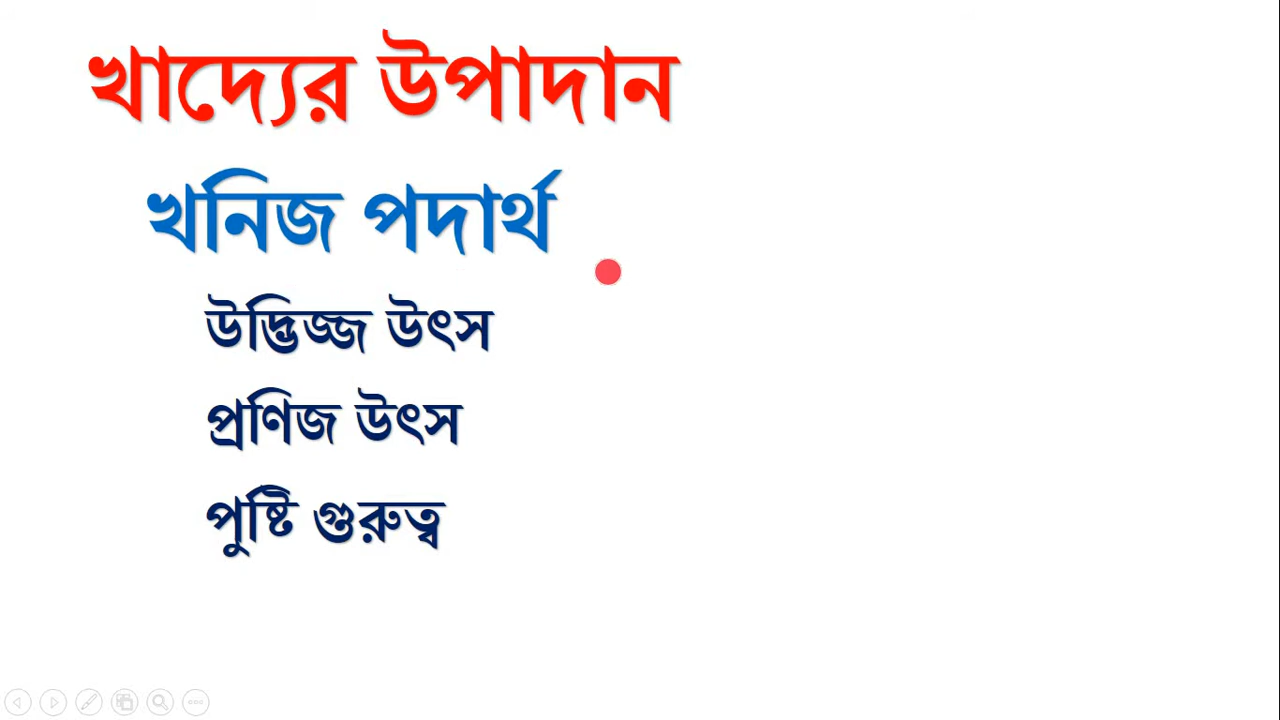 খাদ্যের উপাদান
খনিজ পদার্থ
উদ্ভিজ্জ উৎস
প্রণিজ উৎস
পুষ্টি গুরুত্ব